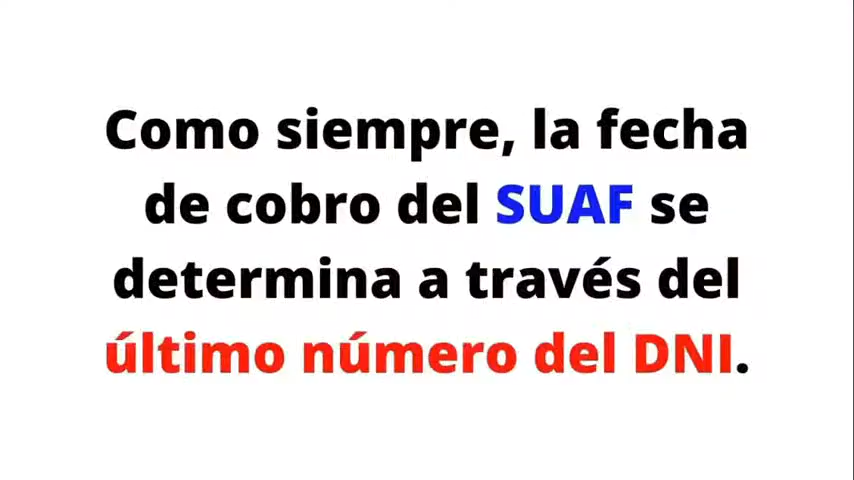 Como siempre, la fecha
de cobro del SUAF se
determina a través del
último número del DNI.